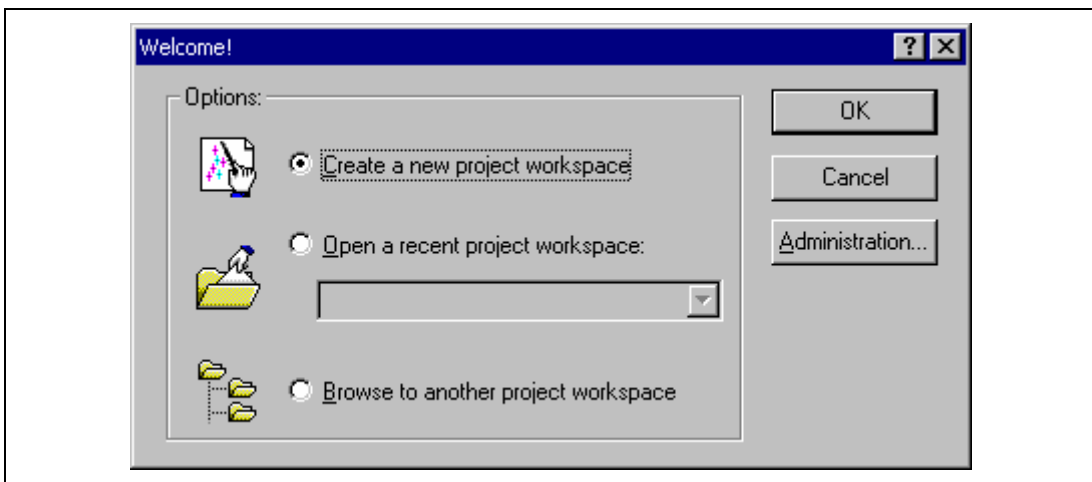 Welcome!
Options:
Create a new project workspace
Open a recent project workspace:
Browse to another project workspace
OK
Cancel
Administration...